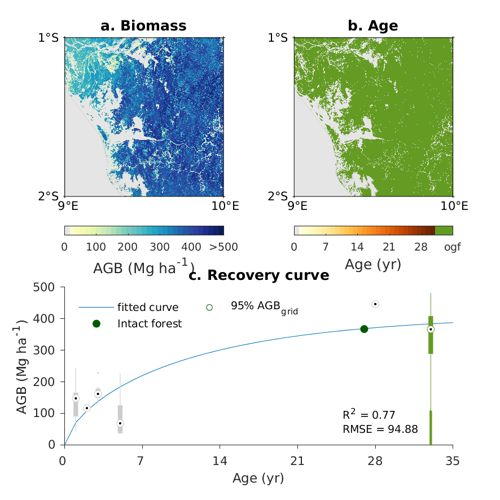 a. Biomass
b. Age
1°S
1°S
2°S
2°S
9°E
10°E
9°E
10°E
0 100 200 300 400 >500
0 7 14 21 28 ogf
AGB (Mg ha-1)
Age (yr)
c. Recovery curve
500
400
300
200
100
0
AGB (Mg ha-1)
fitted curve
95% AGBgrid
Intact forest
R2 = 0.77
RMSE = 94.88
0 7 14 21 28 35
Age (yr)